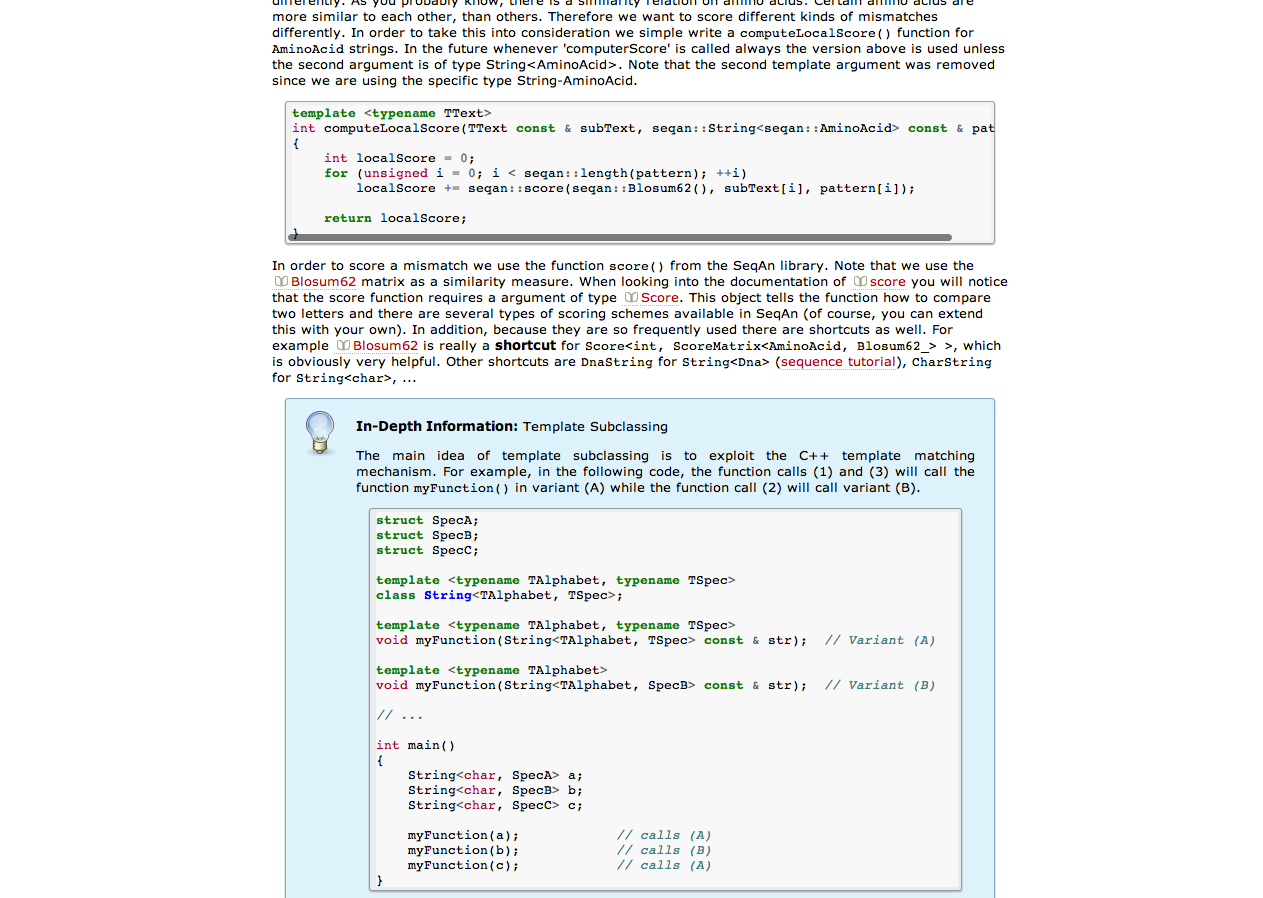 differently. As you probably know, there is a similarity relation on amino acids. Certain amino acids are
more similar to each other, than others. Therefore we want to score different kinds of mismatches
differently. In order to take this into consideration we simple write a computeLocalScore() function for
AminoAcid strings. In the future whenever 'computerScore' is called always the version above is used unless
the second argument is of type String<AminoAcid>. Note that the second template argument was removed
since we are using the specific type String-AminoAcid.
template <typename TText>
int computeLocalScore(TText const & subText, seqan::String<seqan::AminoAcid> const & pat
{
    int localScore = 0;
    for (unsigned i = 0; i < seqan::length(pattern); ++i)
        localScore += seqan::score(seqan::Blosum62(), subText[i], pattern[i]);
    return localScore;
}
In order to score a mismatch we use the function score() from the SeqAn library. Note that we use the
Blosum62 matrix as a similarity measure. When looking into the documentation of score you will notice
that the score function requires a argument of type Score. This object tells the function how to compare
two letters and there are several types of scoring schemes available in SeqAn (of course, you can extend
this with your own). In addition, because they are so frequently used there are shortcuts as well. For
example Blosum62 is really a shortcut for Score<int, ScoreMatrix<AminoAcid, Blosum62_> >, which
is obviously very helpful. Other shortcuts are DnaString for String<Dna> (sequence tutorial), CharString
for String<char>, ...
In-Depth Information: Template Subclassing
The main idea of template subclassing is to exploit the C++ template matching
mechanism. For example, in the following code, the function calls (1) and (3) will call the
function myFunction() in variant (A) while the function call (2) will call variant (B).
struct SpecA;
struct SpecB;
struct SpecC;
template <typename TAlphabet, typename TSpec>
class String<TAlphabet, TSpec>;
template <typename TAlphabet, typename TSpec>
void myFunction(String<TAlphabet, TSpec> const & str);  // Variant (A)
template <typename TAlphabet>
void myFunction(String<TAlphabet, SpecB> const & str);  // Variant (B)
// ...
int main()
{
    String<char, SpecA> a;
    String<char, SpecB> b;
    String<char, SpecC> c;
    myFunction(a);            // calls (A)
    myFunction(b);            // calls (B)
    myFunction(c);            // calls (A)
}